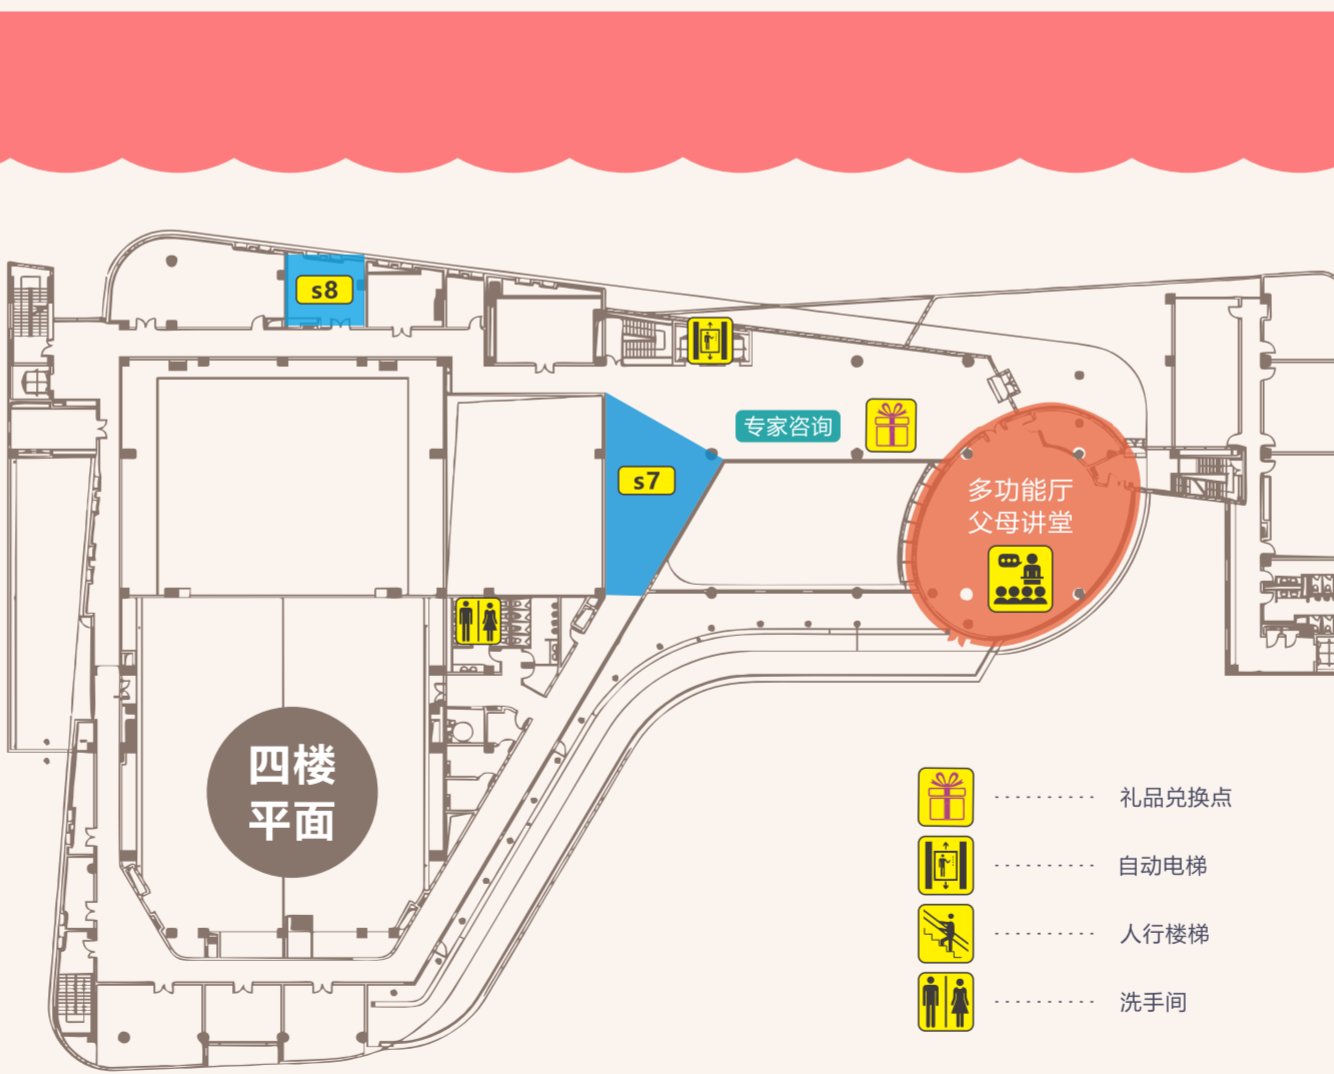 s8
专家咨询
s7
多功能厅
父母讲堂
四楼
平面
礼品兑换点
自动电梯
人行楼梯
洗手间